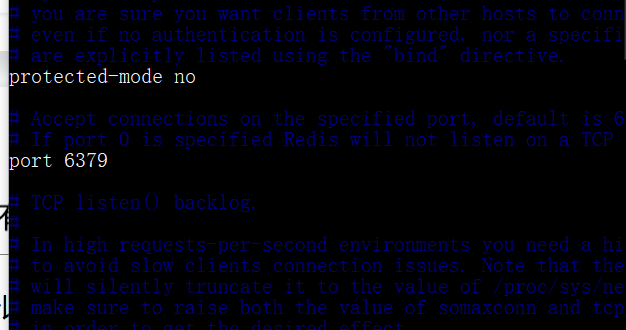 # you are sure you want clients from other hosts to conn
# even if no authentication is configured, nor a specifi
# are explicitly listed using the "bind" directive.
protected-mode no
# Accept connections on the specified port, default is 6
# If port 0 is specified Redis will not listen on a TCP
port 6379
# TCP listen() backlog.
#
# In high requests-per-second environments you need a hi
# to avoid slow clients connection issues. Note that the
# will silently truncate it to the value of /proc/sys/ne
# make sure to raise both the value of somaxconn and tcp
# in order to get the desired effect.